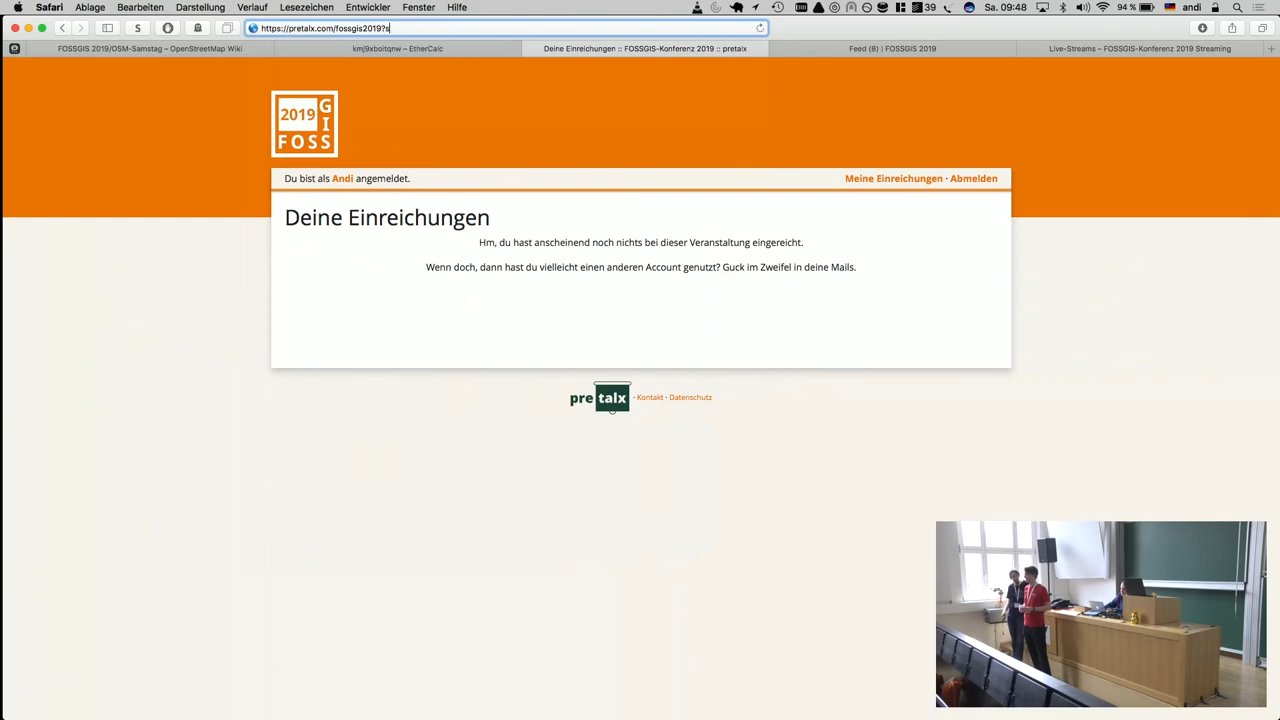 Safari Ablage Bearbeiten Darstellung Verlauf Lesezeichen Entwickler Fenster Hilfe
39 94 % Sa. 09:48 andi
https://pretalx.com/fossgis2019?s
FOSSGIS 2019/OSM-Samstag – OpenStreetMap Wiki
kmj9xboitqnw – EtherCalc
Deine Einreichungen :: FOSSGIS-Konferenz 2019 :: pretalx
Feed (8) | FOSSGIS 2019
Live-Streams – FOSSGIS-Konferenz 2019 Streaming
2019 GIS
FOSS
Du bist als Andi angemeldet.
Meine Einreichungen · Abmelden
Deine Einreichungen
Hm, du hast anscheinend noch nichts bei dieser Veranstaltung eingereicht.
Wenn doch, dann hast du vielleicht einen anderen Account genutzt? Guck im Zweifel in deine Mails.
pretalx · Kontakt · Datenschutz